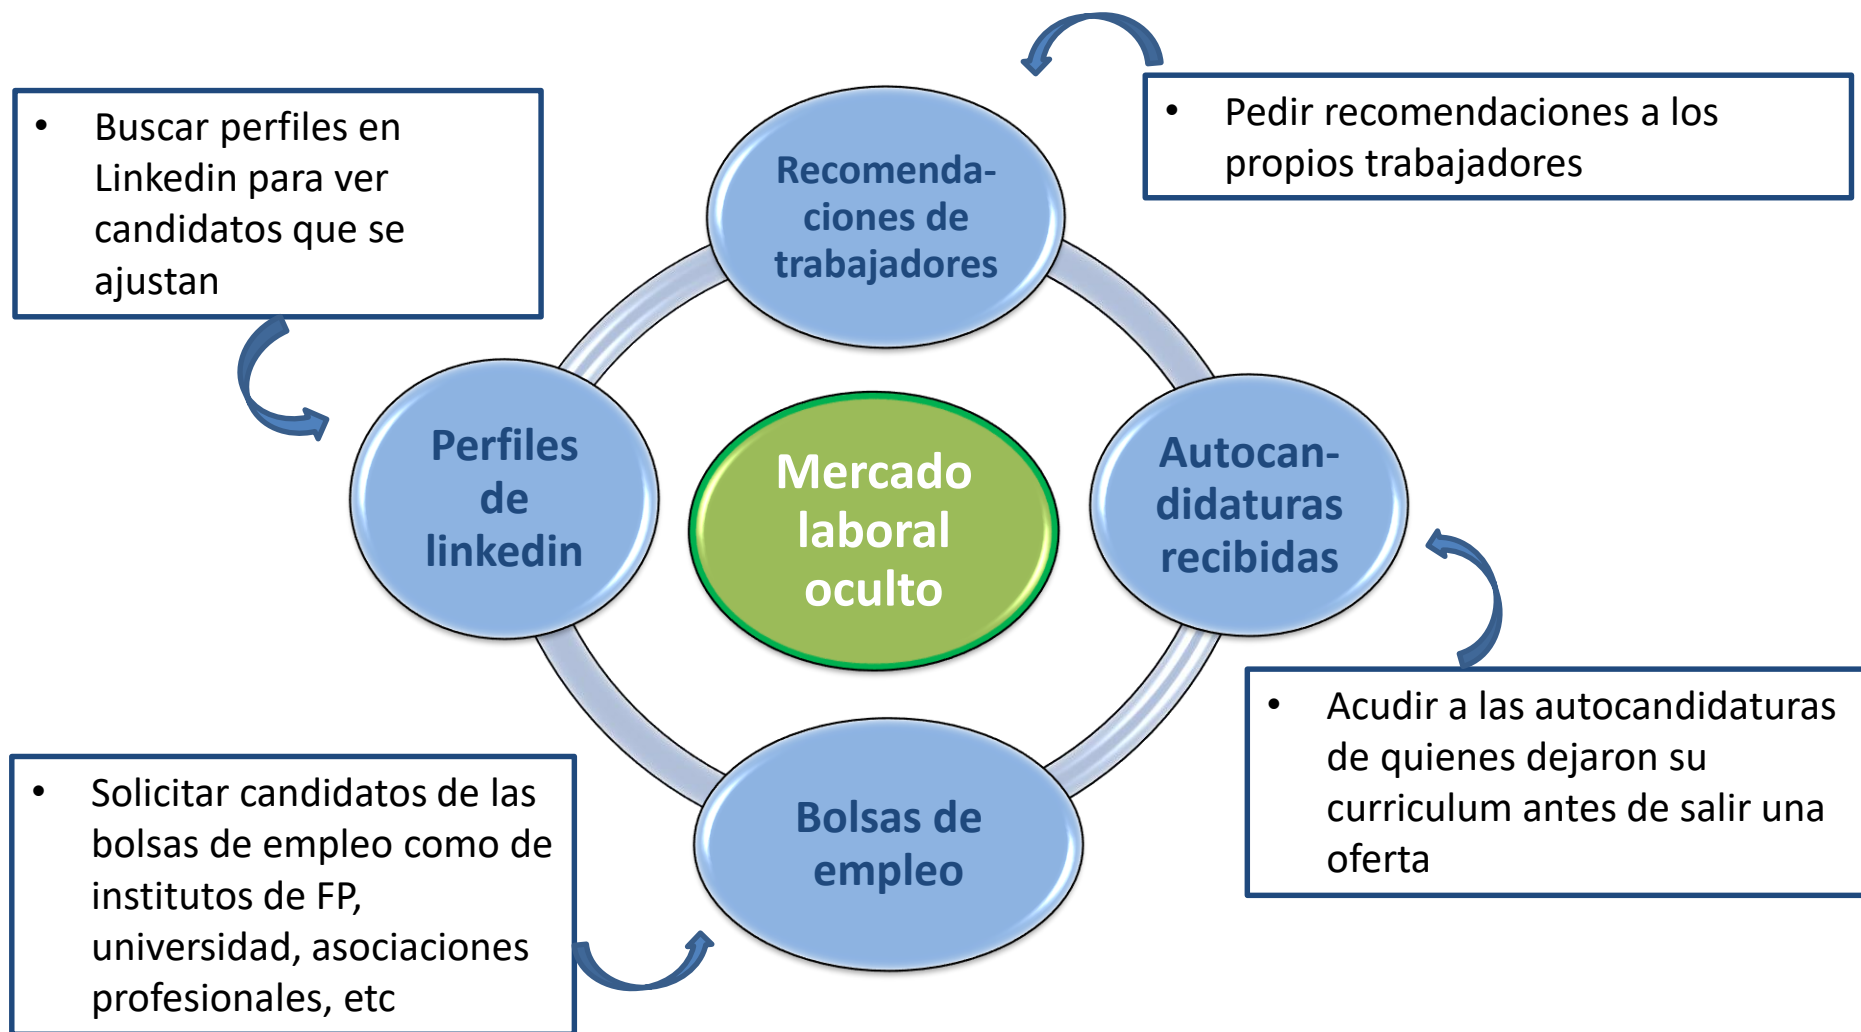 • Pedir recomendaciones a los
propios trabajadores
• Buscar perfiles en
Linkedin para ver
candidatos que se
ajustan
Recomenda-
ciones de
trabajadores
Perfiles
de
linkedin
Mercado
laboral
oculto
Autocan-
didaturas
recibidas
• Acudir a las autocandidaturas
de quienes dejaron su
curriculum antes de salir una
oferta
• Solicitar candidatos de las
bolsas de empleo como de
institutos de FP,
universidad, asociaciones
profesionales, etc
Bolsas de
empleo